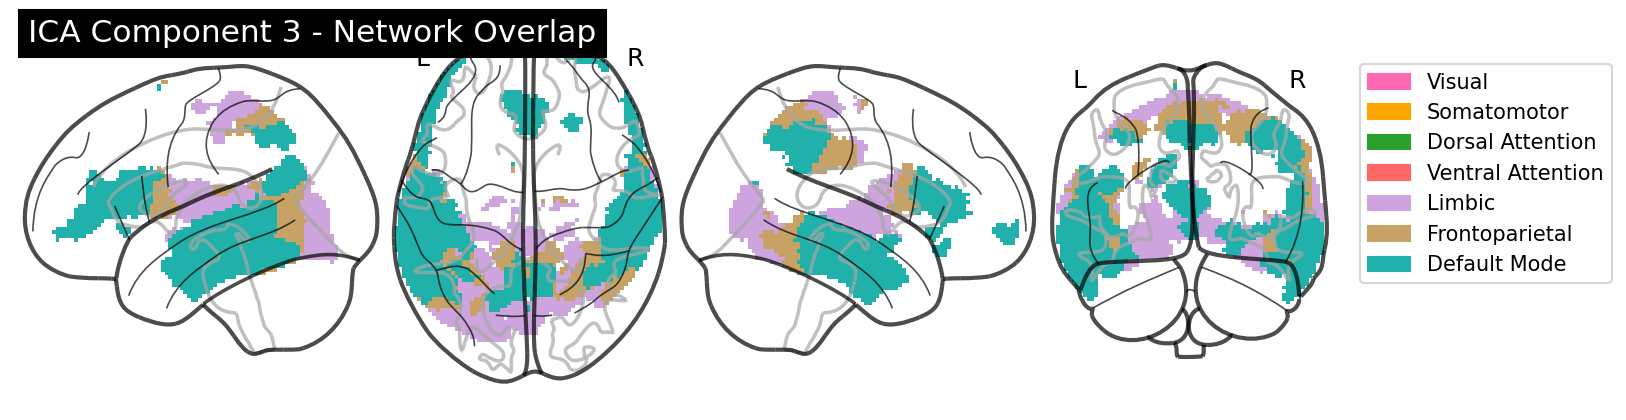 ICA Component 3 - Network Overlap
L R
L R
Visual
Somatomotor
Dorsal Attention
Ventral Attention
Limbic
Frontoparietal
Default Mode